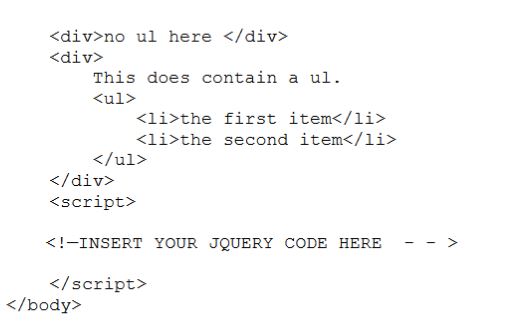 <div>no ul here </div>
<div>
This does contain a ul.
<ul>
<li>the first item</li>
<li>the second item</li>
</ul>
</div>
<script>
<!—INSERT YOUR JQUERY CODE HERE - - >
</script>
</body>